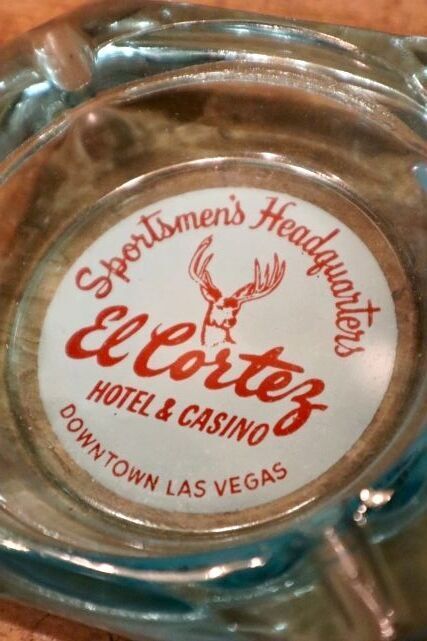 Sportsmen's Headquarters
El Cortez
HOTEL & CASINO
DOWNTOWN LAS VEGAS